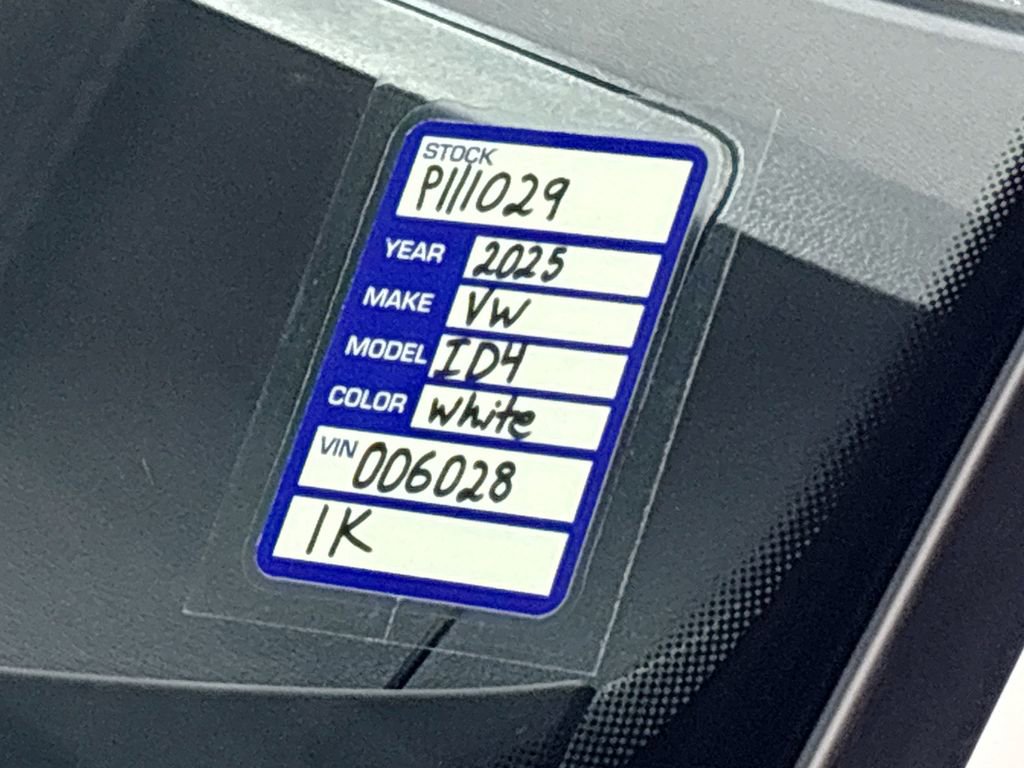 STOCK
P111029
YEAR 2025
MAKE VW
MODEL ID4
COLOR white
VIN 006028
1K